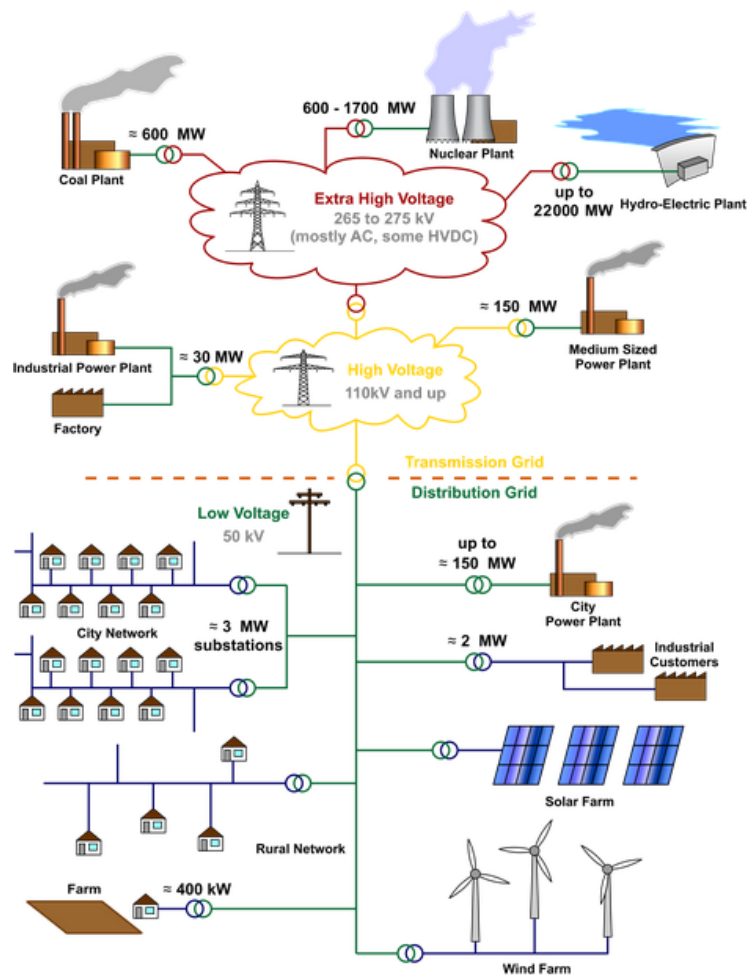 600 - 1700 MW
≈ 600 MW
Nuclear Plant
Coal Plant
Extra High Voltage
265 to 275 kV
(mostly AC, some HVDC)
up to
22000 MW
Hydro-Electric Plant
≈ 150 MW
Medium Sized
Power Plant
Industrial Power Plant
≈ 30 MW
High Voltage
110kV and up
Factory
Transmission Grid
Distribution Grid
Low Voltage
50 kV
up to
≈ 150 MW
City
Power Plant
City Network
≈ 3 MW
substations
≈ 2 MW
Industrial
Customers
Solar Farm
Rural Network
Farm
≈ 400 kW
Wind Farm